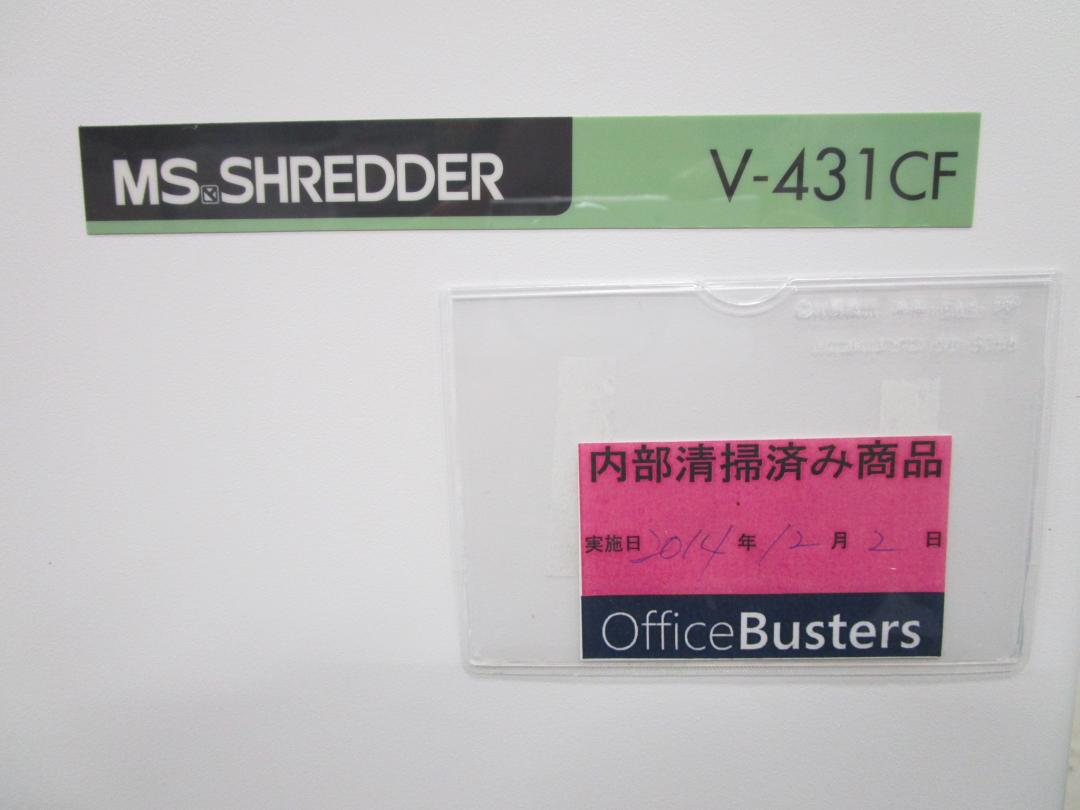 MS SHREDDER V-431CF
内部清掃済み商品
実施日 2014 年 12 月 2 日
OfficeBusters